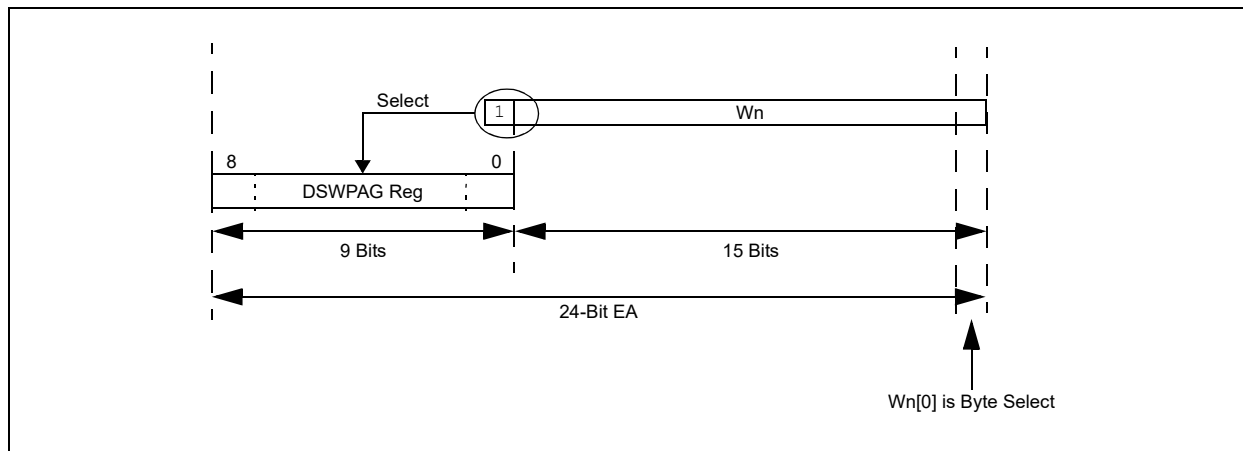 Select
1
Wn
8
0
DSWPAG Reg
9 Bits
15 Bits
24-Bit EA
Wn[0] is Byte Select